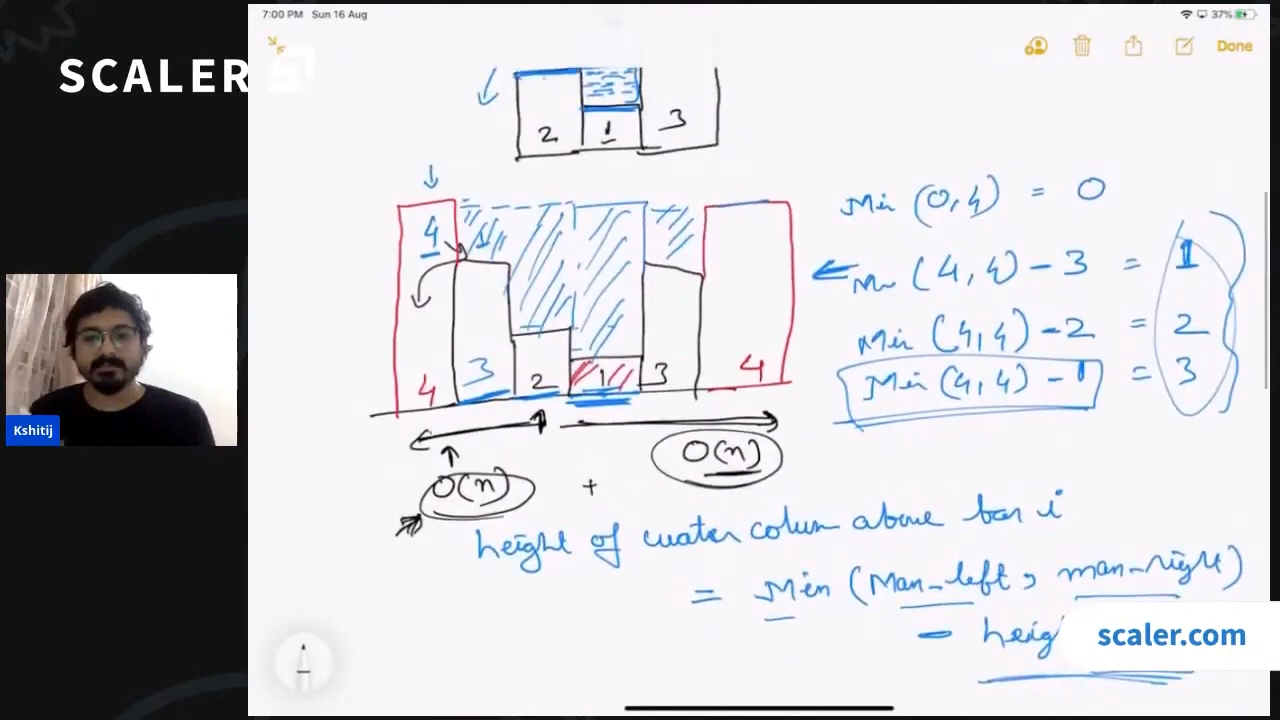 7:00 PM Sun 16 Aug
37%
SCALER
Done
2 1 3
Min (0,4) = 0
4
Min (4,4) - 3 = 1
Min (4,4) - 2 = 2
4 3 2 1 3 4
Min (4,4) - 1 = 3
Kshitij
O(n) + O(n)
height of water column above bar i
= Min (Max_left, max_right)
- heig
scaler.com